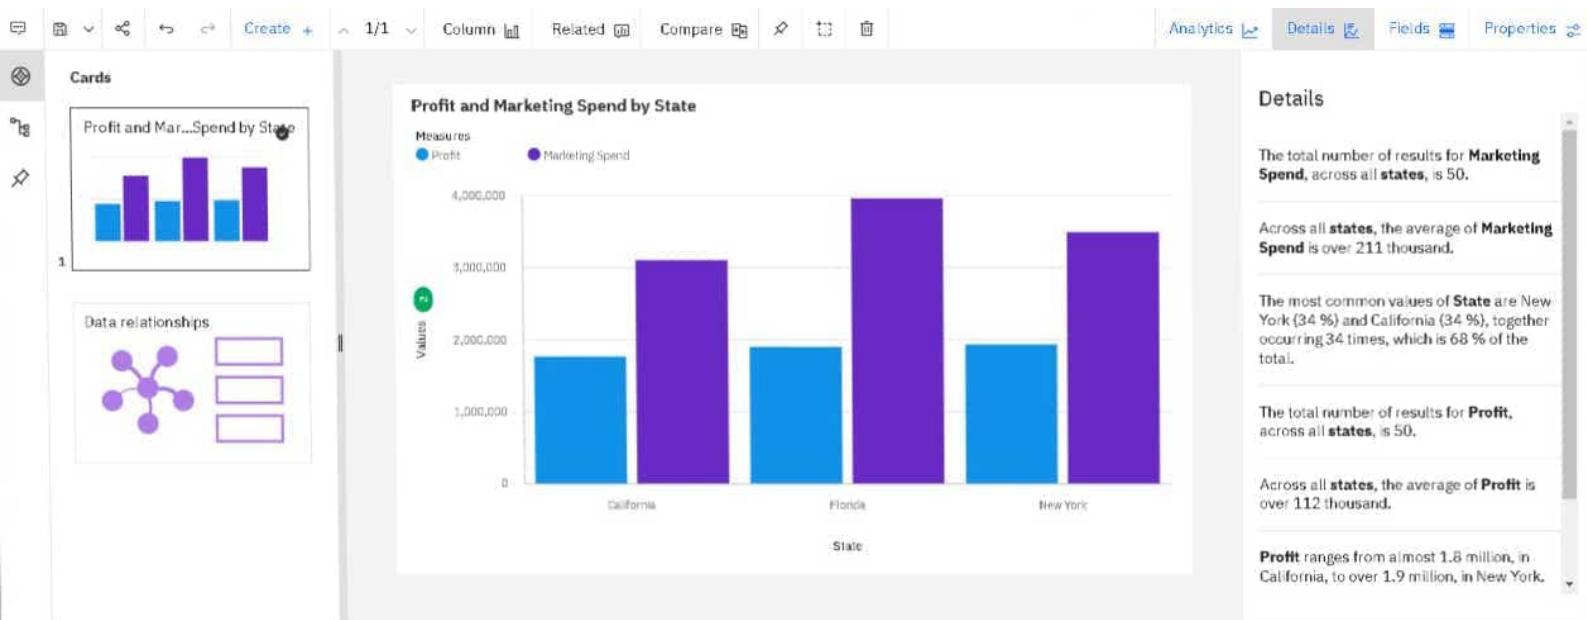 Create +
1/1
Column
Related
Compare
Analytics
Details
Fields
Properties
Cards
Profit and Mar...Spend by State
1
Data relationships
Profit and Marketing Spend by State
Measures
Profit
Marketing Spend
4,000,000
3,000,000
2,000,000
1,000,000
0
Values
2
California
Florida
New York
State
Details
The total number of results for Marketing
Spend, across all states, is 50.
Across all states, the average of Marketing
Spend is over 211 thousand.
The most common values of State are New
York (34 %) and California (34 %), together
occurring 34 times, which is 68 % of the
total.
The total number of results for Profit,
across all states, is 50.
Across all states, the average of Profit is
over 112 thousand.
Profit ranges from almost 1.8 million, in
California, to over 1.9 million, in New York.